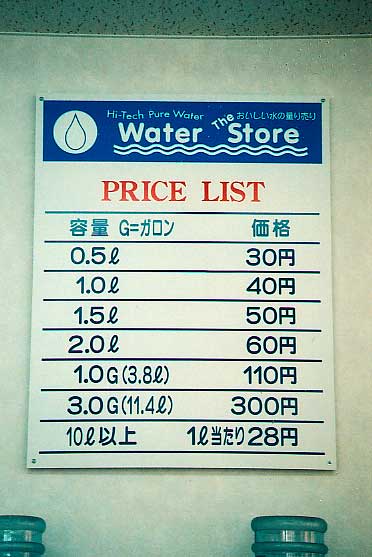 Hi-Tech Pure Water おいしい水の量り売り
Water The Store
PRICE LIST
容量 G=ガロン 価格
0.5ℓ 30円
1.0ℓ 40円
1.5ℓ 50円
2.0ℓ 60円
1.0G(3.8ℓ) 110円
3.0G(11.4ℓ) 300円
10ℓ以上 1ℓ当たり28円